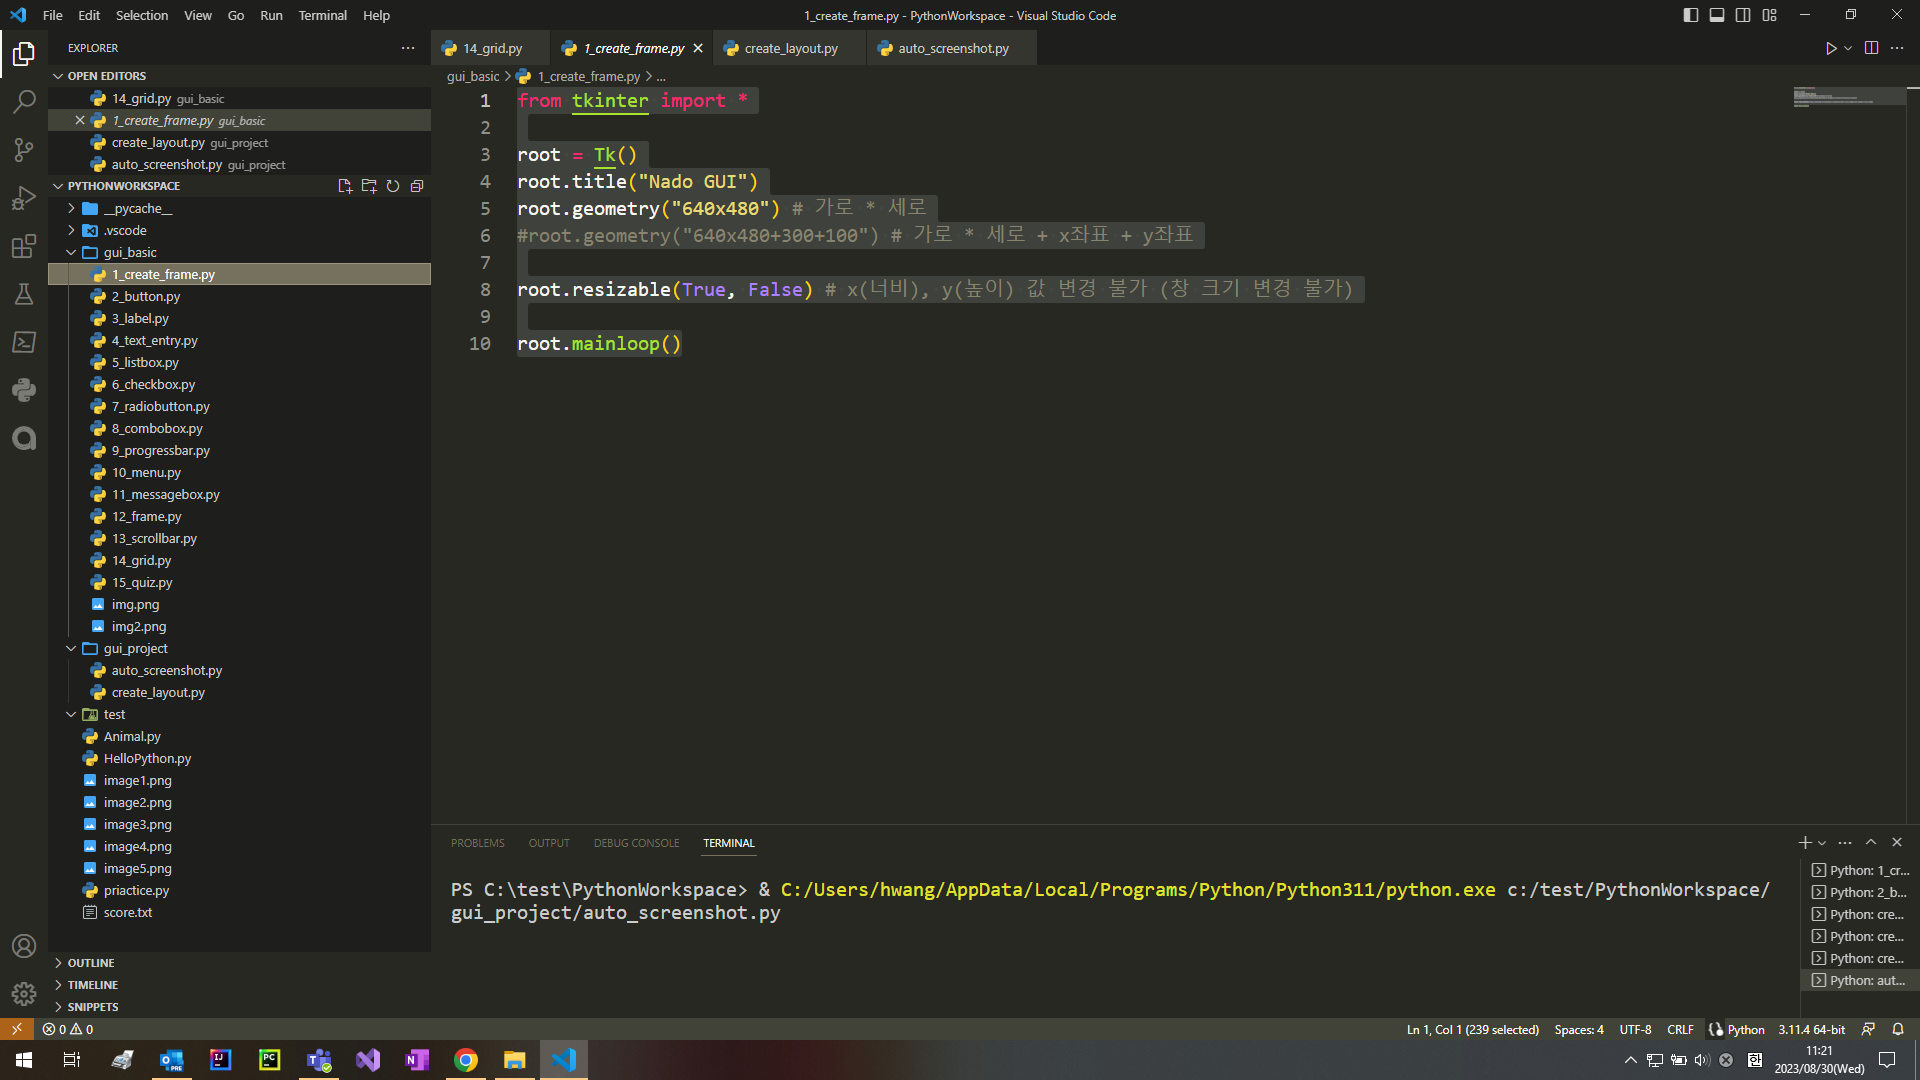 File Edit Selection View Go Run Terminal Help
1_create_frame.py - PythonWorkspace - Visual Studio Code
EXPLORER
OPEN EDITORS
14_grid.py gui_basic
1_create_frame.py gui_basic
create_layout.py gui_project
auto_screenshot.py gui_project
PYTHONWORKSPACE
__pycache__
.vscode
gui_basic
1_create_frame.py
2_button.py
3_label.py
4_text_entry.py
5_listbox.py
6_checkbox.py
7_radiobutton.py
8_combobox.py
9_progressbar.py
10_menu.py
11_messagebox.py
12_frame.py
13_scrollbar.py
14_grid.py
15_quiz.py
img.png
img2.png
gui_project
auto_screenshot.py
create_layout.py
test
Animal.py
HelloPython.py
image1.png
image2.png
image3.png
image4.png
image5.png
priactice.py
score.txt
OUTLINE
TIMELINE
SNIPPETS
14_grid.py 1_create_frame.py create_layout.py auto_screenshot.py
gui_basic > 1_create_frame.py > ...
1 from tkinter import *
2
3 root = Tk()
4 root.title("Nado GUI")
5 root.geometry("640x480") # 가로 * 세로
6 #root.geometry("640x480+300+100") # 가로 * 세로 + x좌표 + y좌표
7
8 root.resizable(True, False) # x(너비), y(높이) 값 변경 불가 (창 크기 변경 불가)
9
10 root.mainloop()
PROBLEMS OUTPUT DEBUG CONSOLE TERMINAL
PS C:\test\PythonWorkspace> & C:/Users/hwang/AppData/Local/Programs/Python/Python311/python.exe c:/test/PythonWorkspace/
gui_project/auto_screenshot.py
Python: 1_cr...
Python: 2_b...
Python: cre...
Python: cre...
Python: cre...
Python: aut...
0 0
Ln 1, Col 1 (239 selected) Spaces: 4 UTF-8 CRLF Python 3.11.4 64-bit
11:21
2023/08/30(Wed)